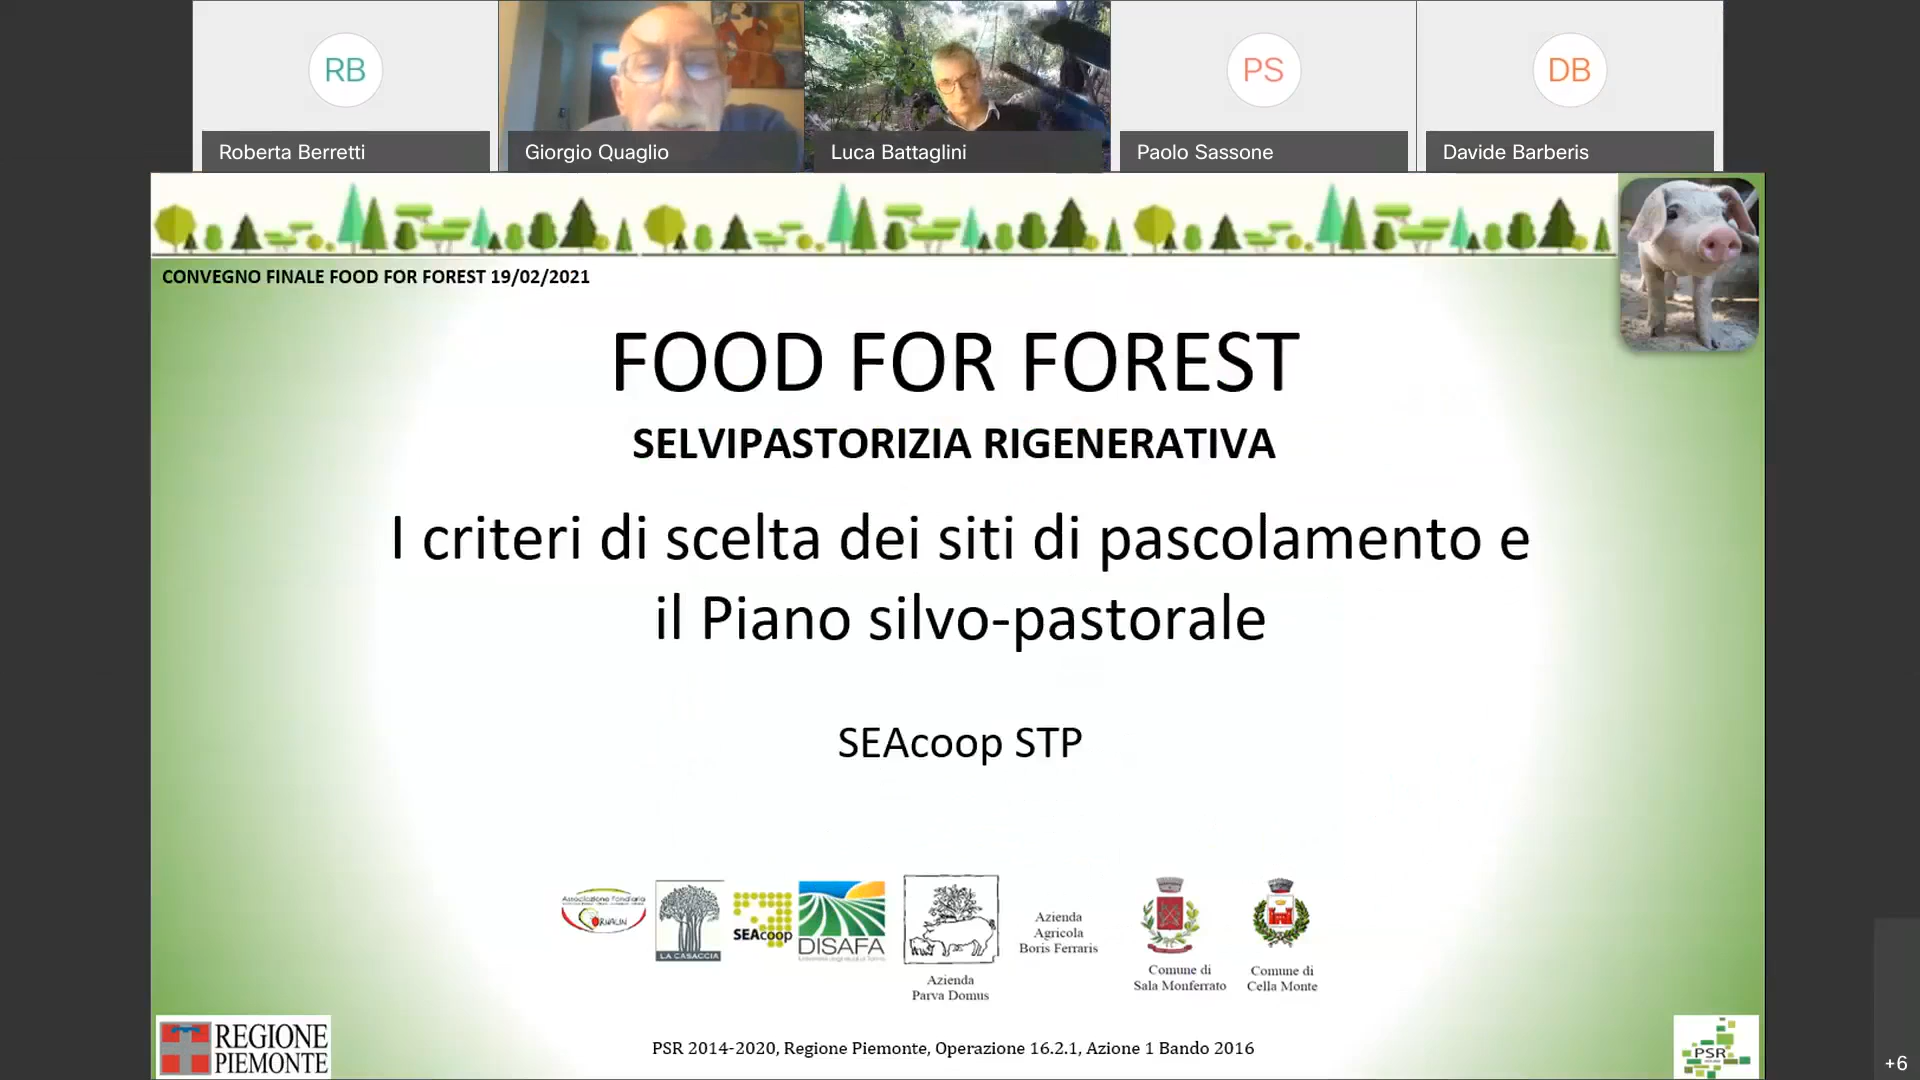 RB
PS
DB
Roberta Berretti
Giorgio Quaglio
Luca Battaglini
Paolo Sassone
Davide Barberis
CONVEGNO FINALE FOOD FOR FOREST 19/02/2021
FOOD FOR FOREST
SELVIPASTORIZIA RIGENERATIVA
I criteri di scelta dei siti di pascolamento e
il Piano silvo-pastorale
SEAcoop STP
Associazione Fondiaria
LA CASACCIA
SEAcoop
DISAFA
Azienda
Parva Domus
Azienda
Agricola
Boris Ferraris
Comune di
Sala Monferrato
Comune di
Cella Monte
REGIONE
PIEMONTE
PSR 2014-2020, Regione Piemonte, Operazione 16.2.1, Azione 1 Bando 2016
PSR
+6